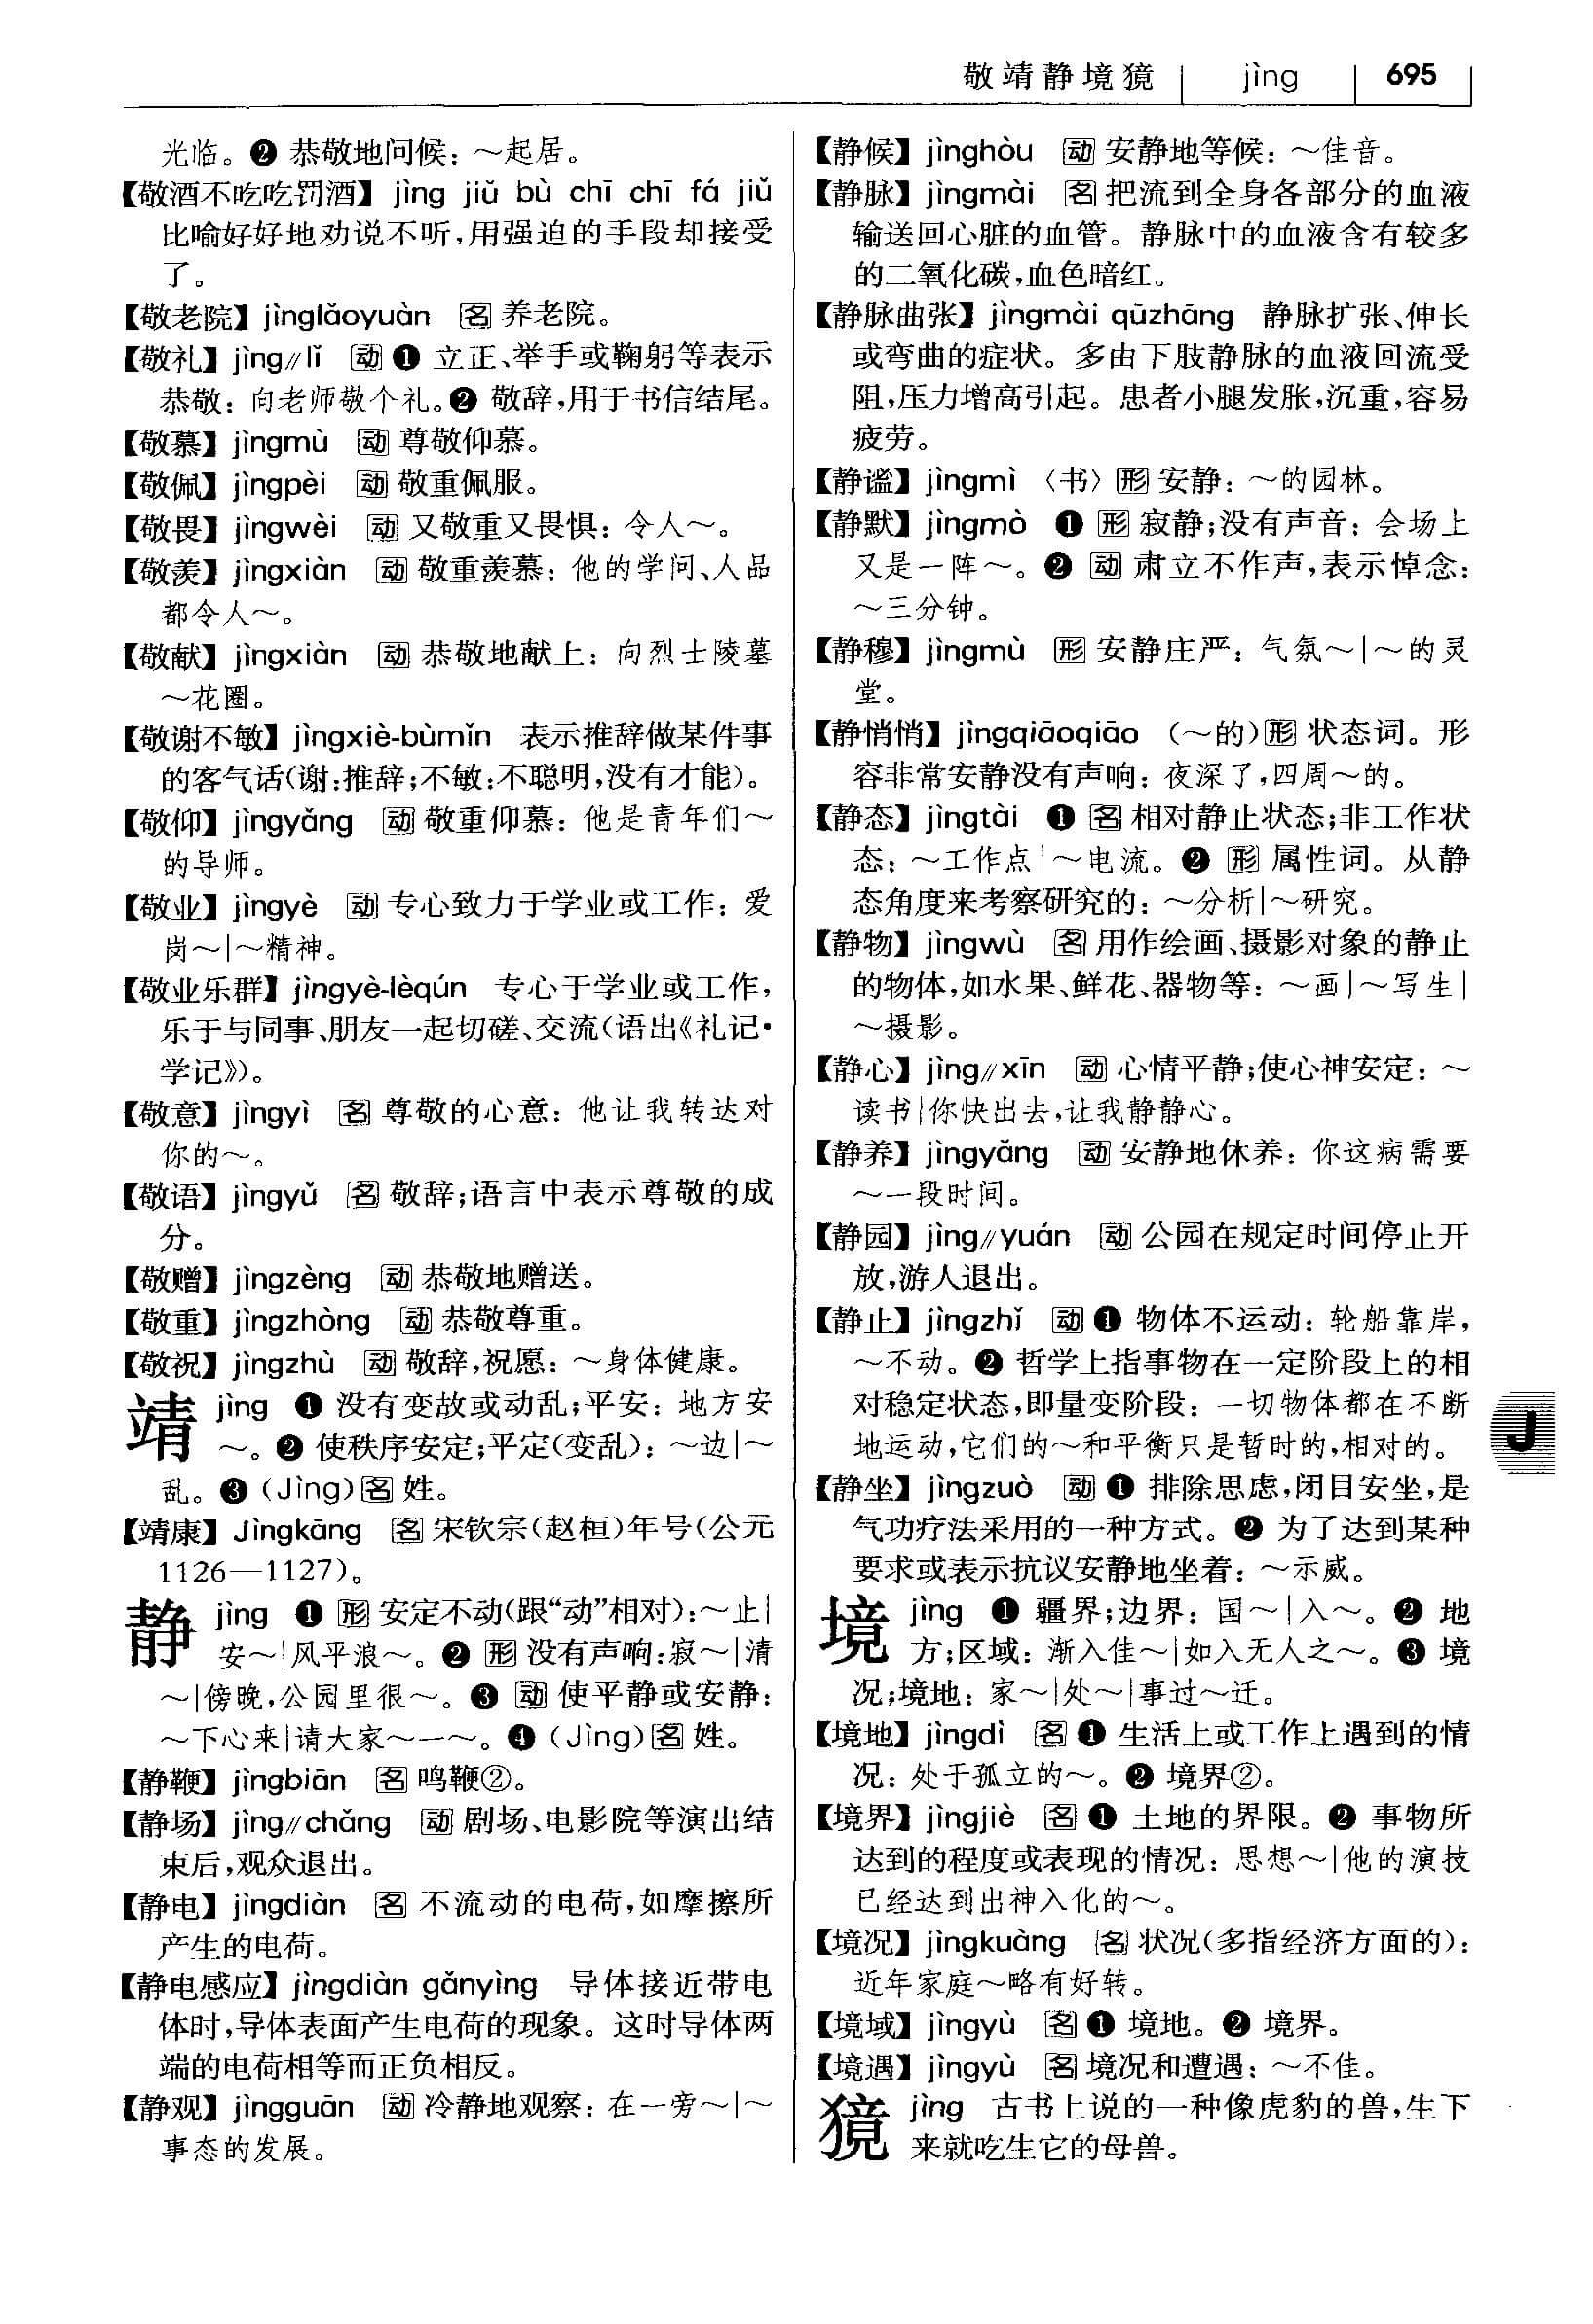 敬靖静境獍 jìng 695
光临。❷ 恭敬地问候：～起居。
【敬酒不吃吃罚酒】 jìng jiǔ bù chī chī fá jiǔ
比喻好好地劝说不听,用强迫的手段却接受
了。
【敬老院】 jìnglǎoyuàn 名 养老院。
【敬礼】 jìng∥lǐ 动 ❶ 立正、举手或鞠躬等表示
恭敬：向老师敬个礼。❷ 敬辞,用于书信结尾。
【敬慕】 jìngmù 动 尊敬仰慕。
【敬佩】 jìngpèi 动 敬重佩服。
【敬畏】 jìngwèi 动 又敬重又畏惧：令人～。
【敬羡】 jìngxiàn 动 敬重羡慕：他的学问、人品
都令人～。
【敬献】 jìngxiàn 动 恭敬地献上：向烈士陵墓
～花圈。
【敬谢不敏】 jìngxiè-bùmǐn 表示推辞做某件事
的客气话(谢:推辞;不敏:不聪明,没有才能)。
【敬仰】 jìngyǎng 动 敬重仰慕：他是青年们～
的导师。
【敬业】 jìngyè 动 专心致力于学业或工作：爱
岗～|～精神。
【敬业乐群】 jìngyè-lèqún 专心于学业或工作,
乐于与同事、朋友一起切磋、交流(语出《礼记·
学记》)。
【敬意】 jìngyì 名 尊敬的心意：他让我转达对
你的～。
【敬语】 jìngyǔ 名 敬辞;语言中表示尊敬的成
分。
【敬赠】 jìngzèng 动 恭敬地赠送。
【敬重】 jìngzhòng 动 恭敬尊重。
【敬祝】 jìngzhù 动 敬辞,祝愿：～身体健康。
靖 jìng ❶ 没有变故或动乱;平安：地方安
～。❷ 使秩序安定;平定(变乱)：～边|～
乱。❸ (Jìng) 名 姓。
【靖康】 Jìngkāng 名 宋钦宗(赵桓)年号(公元
1126—1127)。
静 jìng ❶ 形 安定不动(跟“动”相对)：～止|
安～|风平浪～。❷ 形 没有声响：寂～|清
～|傍晚,公园里很～。❸ 动 使平静或安静：
～下心来|请大家～一～。❹ (Jìng) 名 姓。
【静鞭】 jìngbiān 名 鸣鞭②。
【静场】 jìng∥chǎng 动 剧场、电影院等演出结
束后,观众退出。
【静电】 jìngdiàn 名 不流动的电荷,如摩擦所
产生的电荷。
【静电感应】 jìngdiàn gǎnyìng 导体接近带电
体时,导体表面产生电荷的现象。这时导体两
端的电荷相等而正负相反。
【静观】 jìngguān 动 冷静地观察：在一旁～|～
事态的发展。
【静候】 jìnghòu 动 安静地等候：～佳音。
【静脉】 jìngmài 名 把流到全身各部分的血液
输送回心脏的血管。静脉中的血液含有较多
的二氧化碳,血色暗红。
【静脉曲张】 jìngmài qūzhāng 静脉扩张、伸长
或弯曲的症状。多由下肢静脉的血液回流受
阻,压力增高引起。患者小腿发胀,沉重,容易
疲劳。
【静谧】 jìngmì 〈书〉 形 安静：～的园林。
【静默】 jìngmò ❶ 形 寂静;没有声音：会场上
又是一阵～。❷ 动 肃立不作声,表示悼念：
～三分钟。
【静穆】 jìngmù 形 安静庄严：气氛～|～的灵
堂。
【静悄悄】 jìngqiāoqiāo (～的) 形 状态词。形
容非常安静没有声响：夜深了,四周～的。
【静态】 jìngtài ❶ 名 相对静止状态;非工作状
态：～工作点|～电流。❷ 形 属性词。从静
态角度来考察研究的：～分析|～研究。
【静物】 jìngwù 名 用作绘画、摄影对象的静止
的物体,如水果、鲜花、器物等：～画|～写生|
～摄影。
【静心】 jìng∥xīn 动 心情平静;使心神安定：～
读书|你快出去,让我静静心。
【静养】 jìngyǎng 动 安静地休养：你这病需要
～一段时间。
【静园】 jìng∥yuán 动 公园在规定时间停止开
放,游人退出。
【静止】 jìngzhǐ 动 ❶ 物体不运动：轮船靠岸,
～不动。❷ 哲学上指事物在一定阶段上的相
对稳定状态,即量变阶段：一切物体都在不断
地运动,它们的～和平衡只是暂时的,相对的。
【静坐】 jìngzuò 动 ❶ 排除思虑,闭目安坐,是
气功疗法采用的一种方式。❷ 为了达到某种
要求或表示抗议安静地坐着：～示威。
境 jìng ❶ 疆界;边界：国～|入～。❷ 地
方;区域：渐入佳～|如入无人之～。❸ 境
况;境地：家～|处～|事过～迁。
【境地】 jìngdì 名 ❶ 生活上或工作上遇到的情
况：处于孤立的～。❷ 境界②。
【境界】 jìngjiè 名 ❶ 土地的界限。❷ 事物所
达到的程度或表现的情况：思想～|他的演技
已经达到出神入化的～。
【境况】 jìngkuàng 名 状况(多指经济方面的)：
近年家庭～略有好转。
【境域】 jìngyù 名 ❶ 境地。❷ 境界。
【境遇】 jìngyù 名 境况和遭遇：～不佳。
獍 jìng 古书上说的一种像虎豹的兽,生下
来就吃生它的母兽。
J